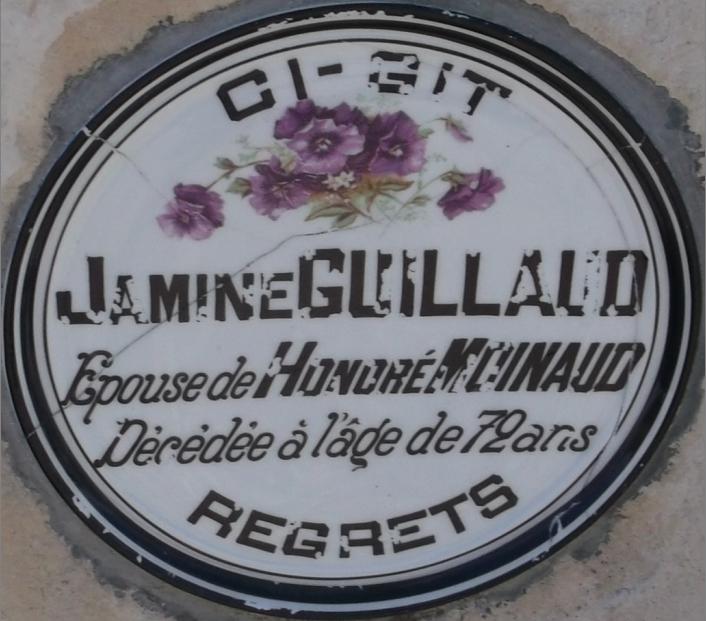 CI-GIT
JAMINE GUILLAUD
Epouse de HONORÉ MOINAUD
Décédée à l'âge de 72 ans
REGRETS